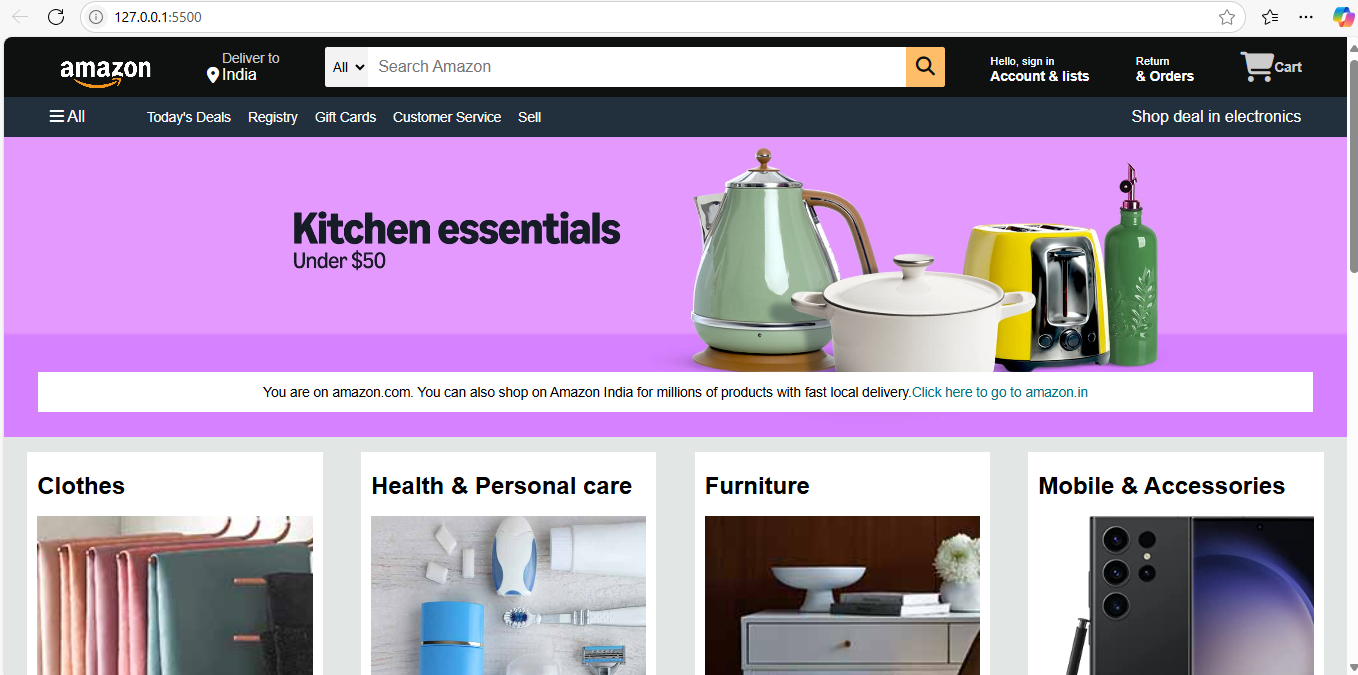 127.0.0.1:5500
amazon
Deliver to
India
All
Search Amazon
Hello, sign in
Account & lists
Return
& Orders
Cart
All
Today's Deals
Registry
Gift Cards
Customer Service
Sell
Shop deal in electronics
Kitchen essentials
Under $50
You are on amazon.com. You can also shop on Amazon India for millions of products with fast local delivery.Click here to go to amazon.in
Clothes
Health & Personal care
Furniture
Mobile & Accessories